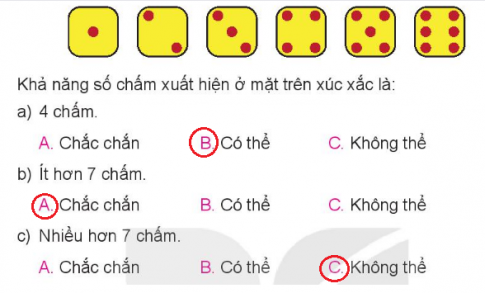 Khả năng số chấm xuất hiện ở mặt trên xúc xắc là:
a) 4 chấm.
A. Chắc chắn B. Có thể C. Không thể
b) Ít hơn 7 chấm.
A. Chắc chắn B. Có thể C. Không thể
c) Nhiều hơn 7 chấm.
A. Chắc chắn B. Có thể C. Không thể